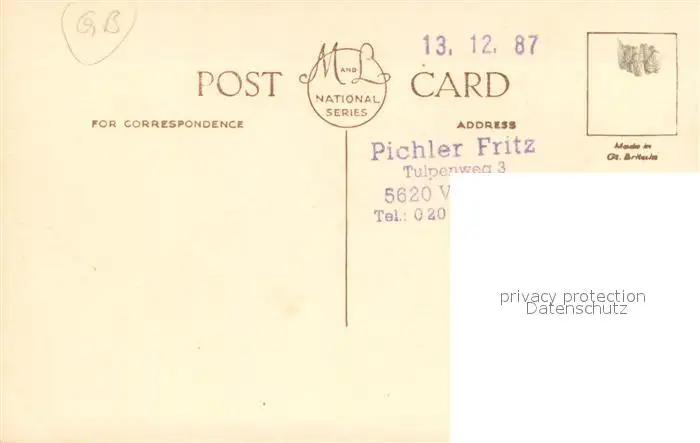 GB
13. 12. 87
POST CARD
M AND L
NATIONAL
SERIES
FOR CORRESPONDENCE
ADDRESS
Made in
Gt. Britain
Pichler Fritz
Tulpenweg 3
5620 V
Tel.: 020
privacy protection
Datenschutz